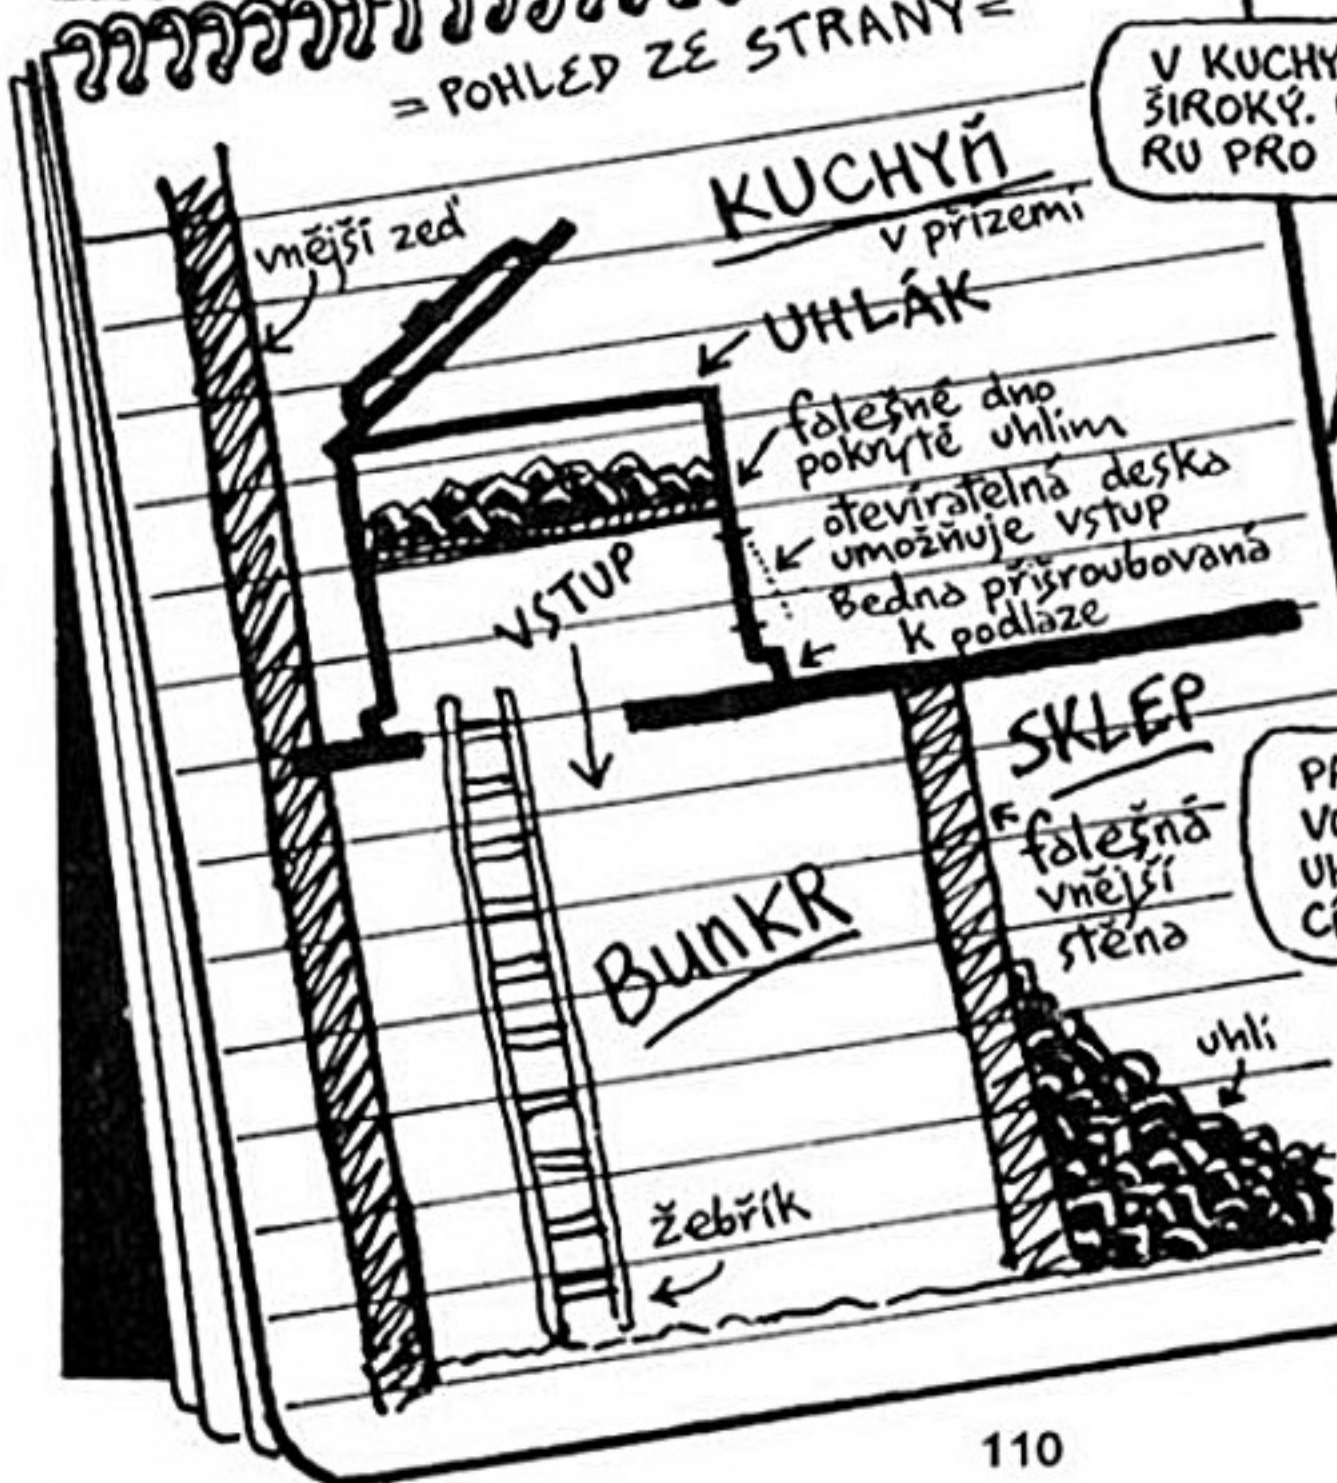 = POHLED ZE STRANY =
V KUCHY
ŠIROKÝ.
RU PRO
KUCHYŇ
v přízemí
vnější zeď
UHLÁK
falešné dno
pokryté uhlím
otevíratelná deska
umožňuje vstup
VSTUP
Bedna přišroubovaná
k podlaze
SKLEP
falešná
vnější
stěna
BUNKR
uhlí
žebřík
110